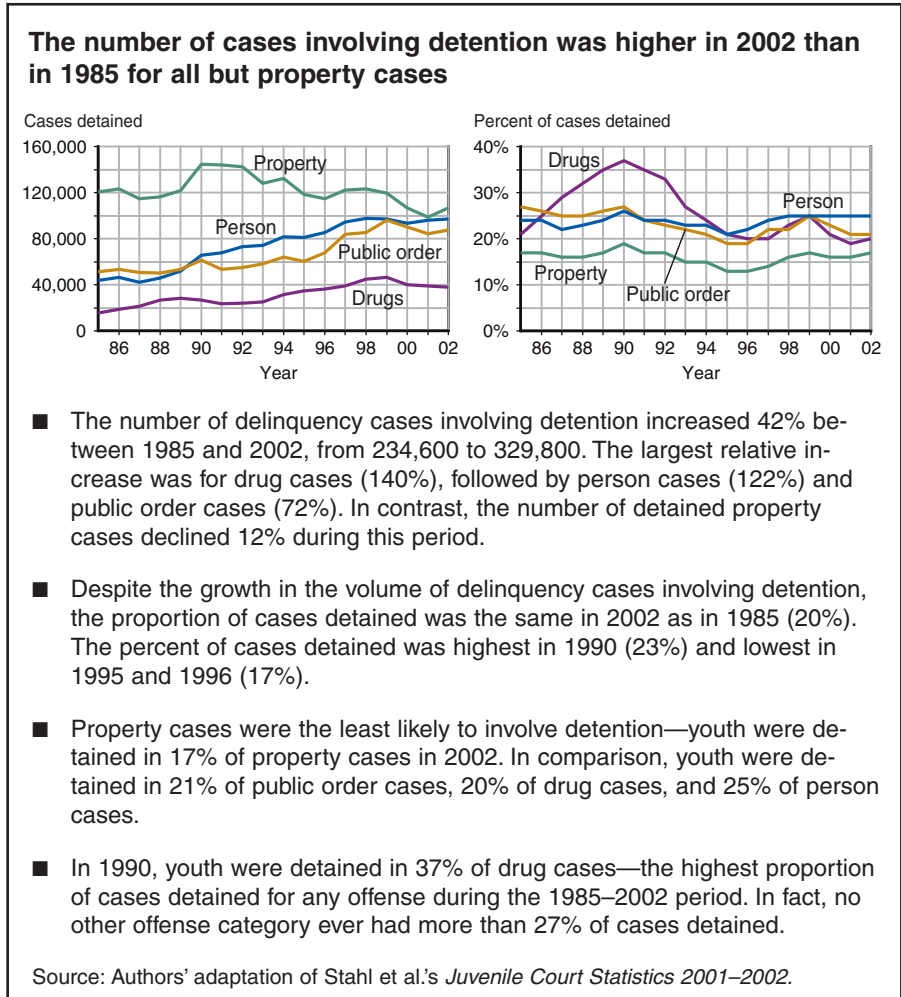 The number of cases involving detention was higher in 2002 than
in 1985 for all but property cases
Cases detained
160,000
120,000
80,000
40,000
0
Property
Person
Public order
Drugs
86 88 90 92 94 96 98 00 02
Year
Percent of cases detained
40%
30%
20%
10%
0%
Drugs
Person
Property
Public order
86 88 90 92 94 96 98 00 02
Year
■ The number of delinquency cases involving detention increased 42% be-
tween 1985 and 2002, from 234,600 to 329,800. The largest relative in-
crease was for drug cases (140%), followed by person cases (122%) and
public order cases (72%). In contrast, the number of detained property
cases declined 12% during this period.
■ Despite the growth in the volume of delinquency cases involving detention,
the proportion of cases detained was the same in 2002 as in 1985 (20%).
The percent of cases detained was highest in 1990 (23%) and lowest in
1995 and 1996 (17%).
■ Property cases were the least likely to involve detention—youth were de-
tained in 17% of property cases in 2002. In comparison, youth were de-
tained in 21% of public order cases, 20% of drug cases, and 25% of person
cases.
■ In 1990, youth were detained in 37% of drug cases—the highest proportion
of cases detained for any offense during the 1985–2002 period. In fact, no
other offense category ever had more than 27% of cases detained.
Source: Authors' adaptation of Stahl et al.'s Juvenile Court Statistics 2001–2002.